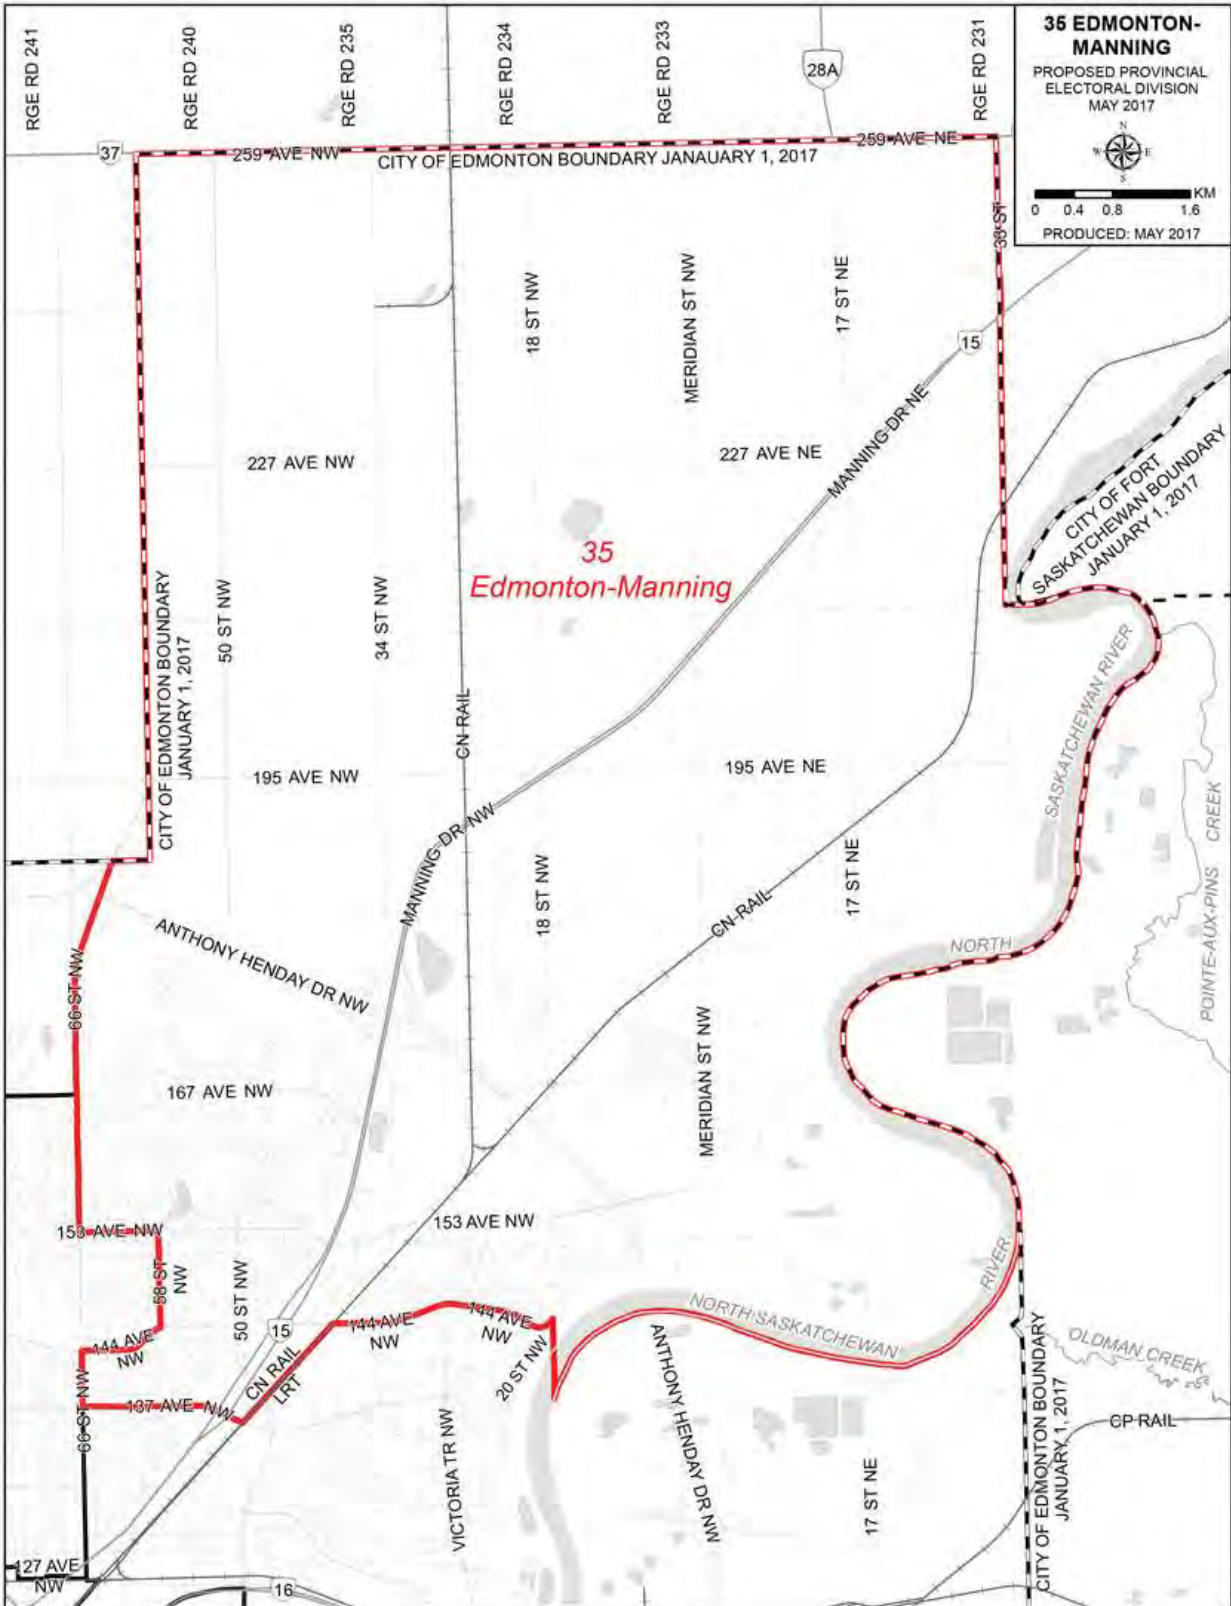 RGE RD 241
RGE RD 240
RGE RD 235
RGE RD 234
RGE RD 233
RGE RD 231
28A
35 EDMONTON-
MANNING
PROPOSED PROVINCIAL
ELECTORAL DIVISION
MAY 2017
N
W
E
S
KM
0 0.4 0.8 1.6
PRODUCED: MAY 2017
37
259 AVE NW
259 AVE NE
CITY OF EDMONTON BOUNDARY JANAUARY 1, 2017
33 ST
18 ST NW
MERIDIAN ST NW
17 ST NE
15
MANNING DR NE
227 AVE NW
227 AVE NE
CITY OF FORT
SASKATCHEWAN BOUNDARY
JANUARY 1, 2017
35
Edmonton-Manning
CITY OF EDMONTON BOUNDARY
JANUARY 1, 2017
50 ST NW
34 ST NW
CN RAIL
SASKATCHEWAN RIVER
195 AVE NW
195 AVE NE
MANNING DR NW
18 ST NW
17 ST NE
CN RAIL
POINTE-AUX-PINS CREEK
ANTHONY HENDAY DR NW
NORTH
66 ST NW
MERIDIAN ST NW
167 AVE NW
153 AVE NW
153 AVE NW
58 ST
NW
50 ST NW
15
144 AVE
NW
144 AVE
NW
144 AVE
NW
NORTH SASKATCHEWAN
RIVER
OLDMAN CREEK
CN RAIL
LRT
20 ST NW
ANTHONY HENDAY DR NW
66 ST NW
137 AVE NW
VICTORIA TR NW
17 ST NE
CITY OF EDMONTON BOUNDARY
JANUARY 1, 2017
CP RAIL
127 AVE
NW
16